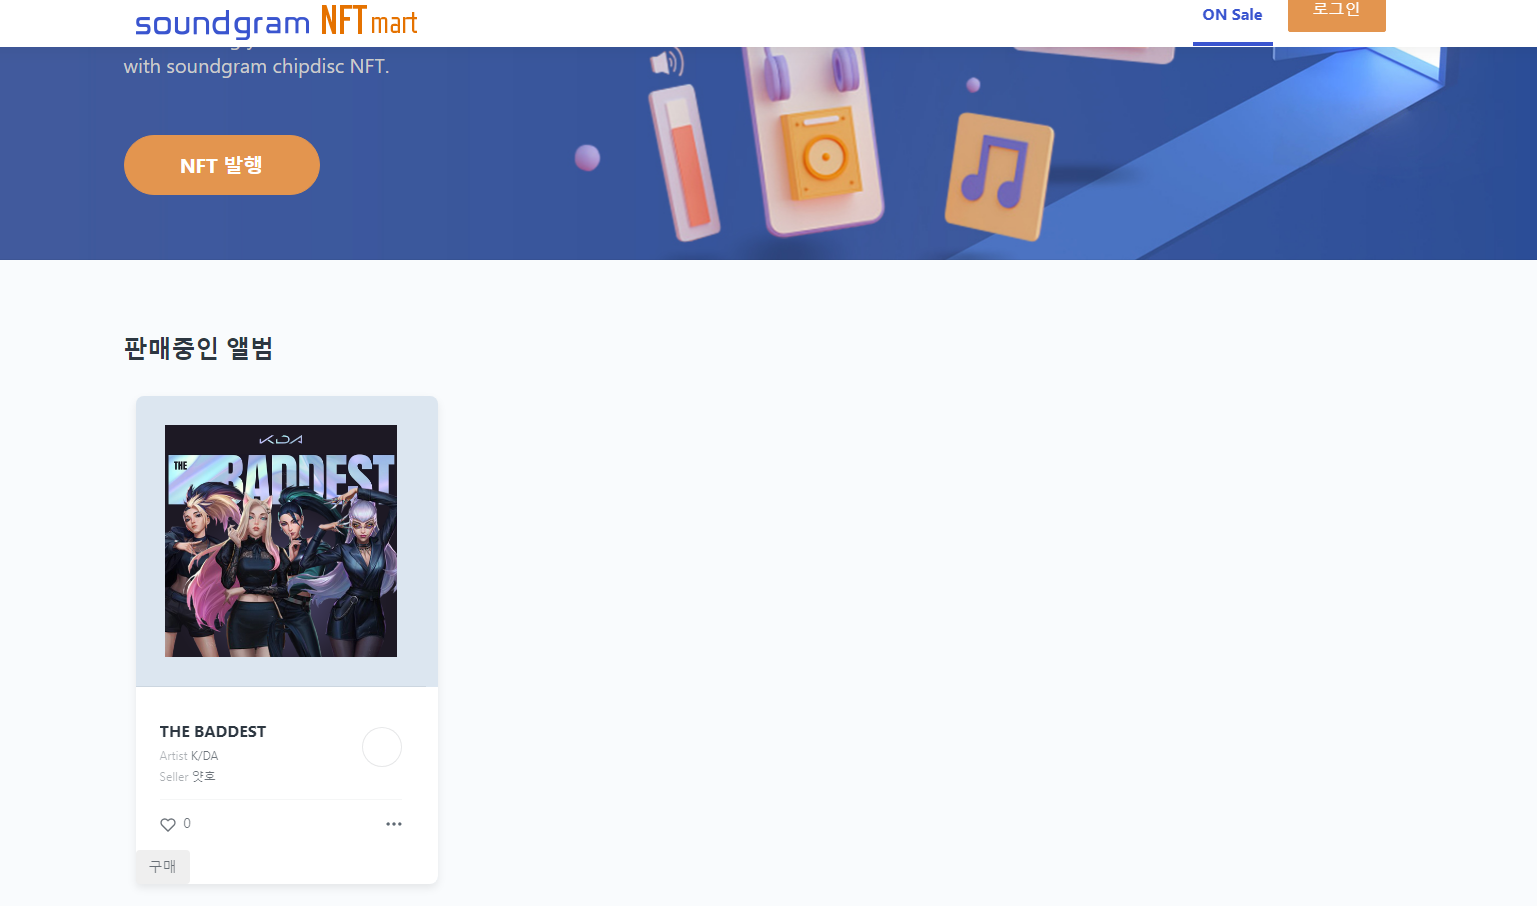 soundgram NFT mart
ON Sale
로그인
with soundgram chipdisc NFT.
NFT 발행
판매중인 앨범
K/DA
THE BADDEST
THE BADDEST
Artist K/DA
Seller 얏호
0
구매